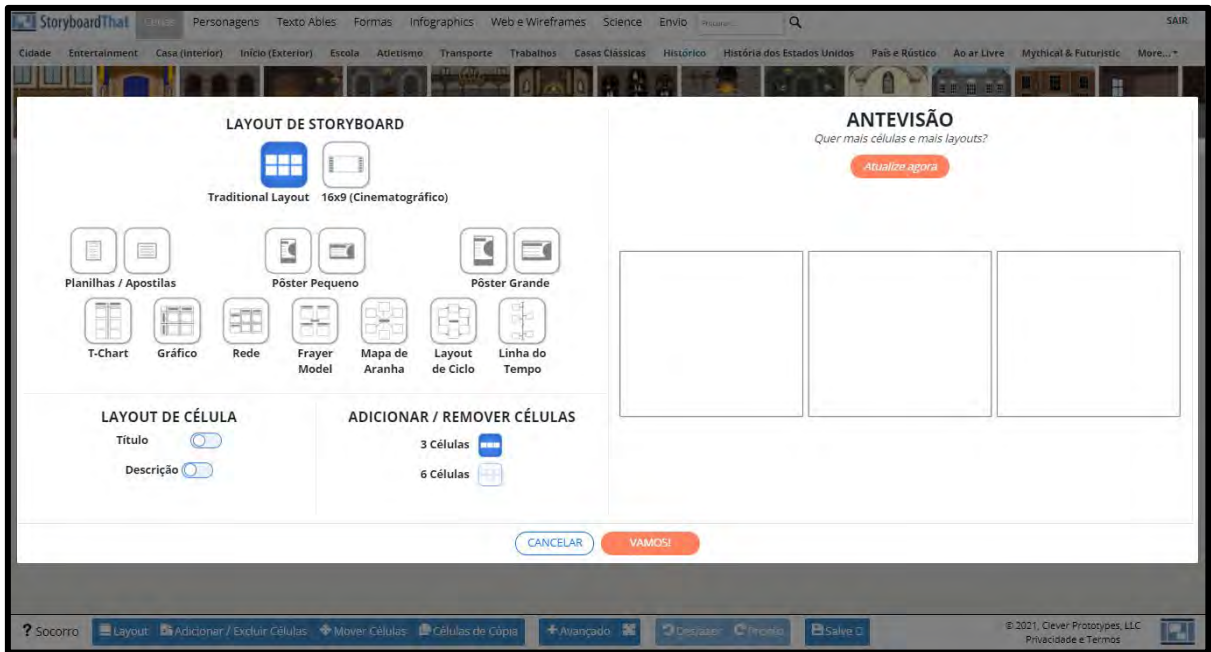 StoryboardThat Cenas Personagens Texto Ables Formas Infographics Web e Wireframes Science Envio SAIR
Cidade Entertainment Casa (Interior) Início (Exterior) Escola Atletismo Transporte Trabalhos Casas Clássicas Histórico História dos Estados Unidos País e Rústico Ao ar Livre Mythical & Futuristic More...
LAYOUT DE STORYBOARD
Traditional Layout 16x9 (Cinematográfico)
Planilhas / Apostilas Pôster Pequeno Pôster Grande
T-Chart Gráfico Rede Frayer Model Mapa de Aranha Layout de Ciclo Linha do Tempo
LAYOUT DE CÉLULA
Título
Descrição
ADICIONAR / REMOVER CÉLULAS
3 Células
6 Células
ANTEVISÃO
Quer mais células e mais layouts?
Atualize agora
CANCELAR VAMOS!
? Socorro Layout Adicionar / Excluir Células Mover Células Células de Cópia Avançado Desfazer Salve O
© 2021, Clever Prototypes, LLC
Privacidade e Termos